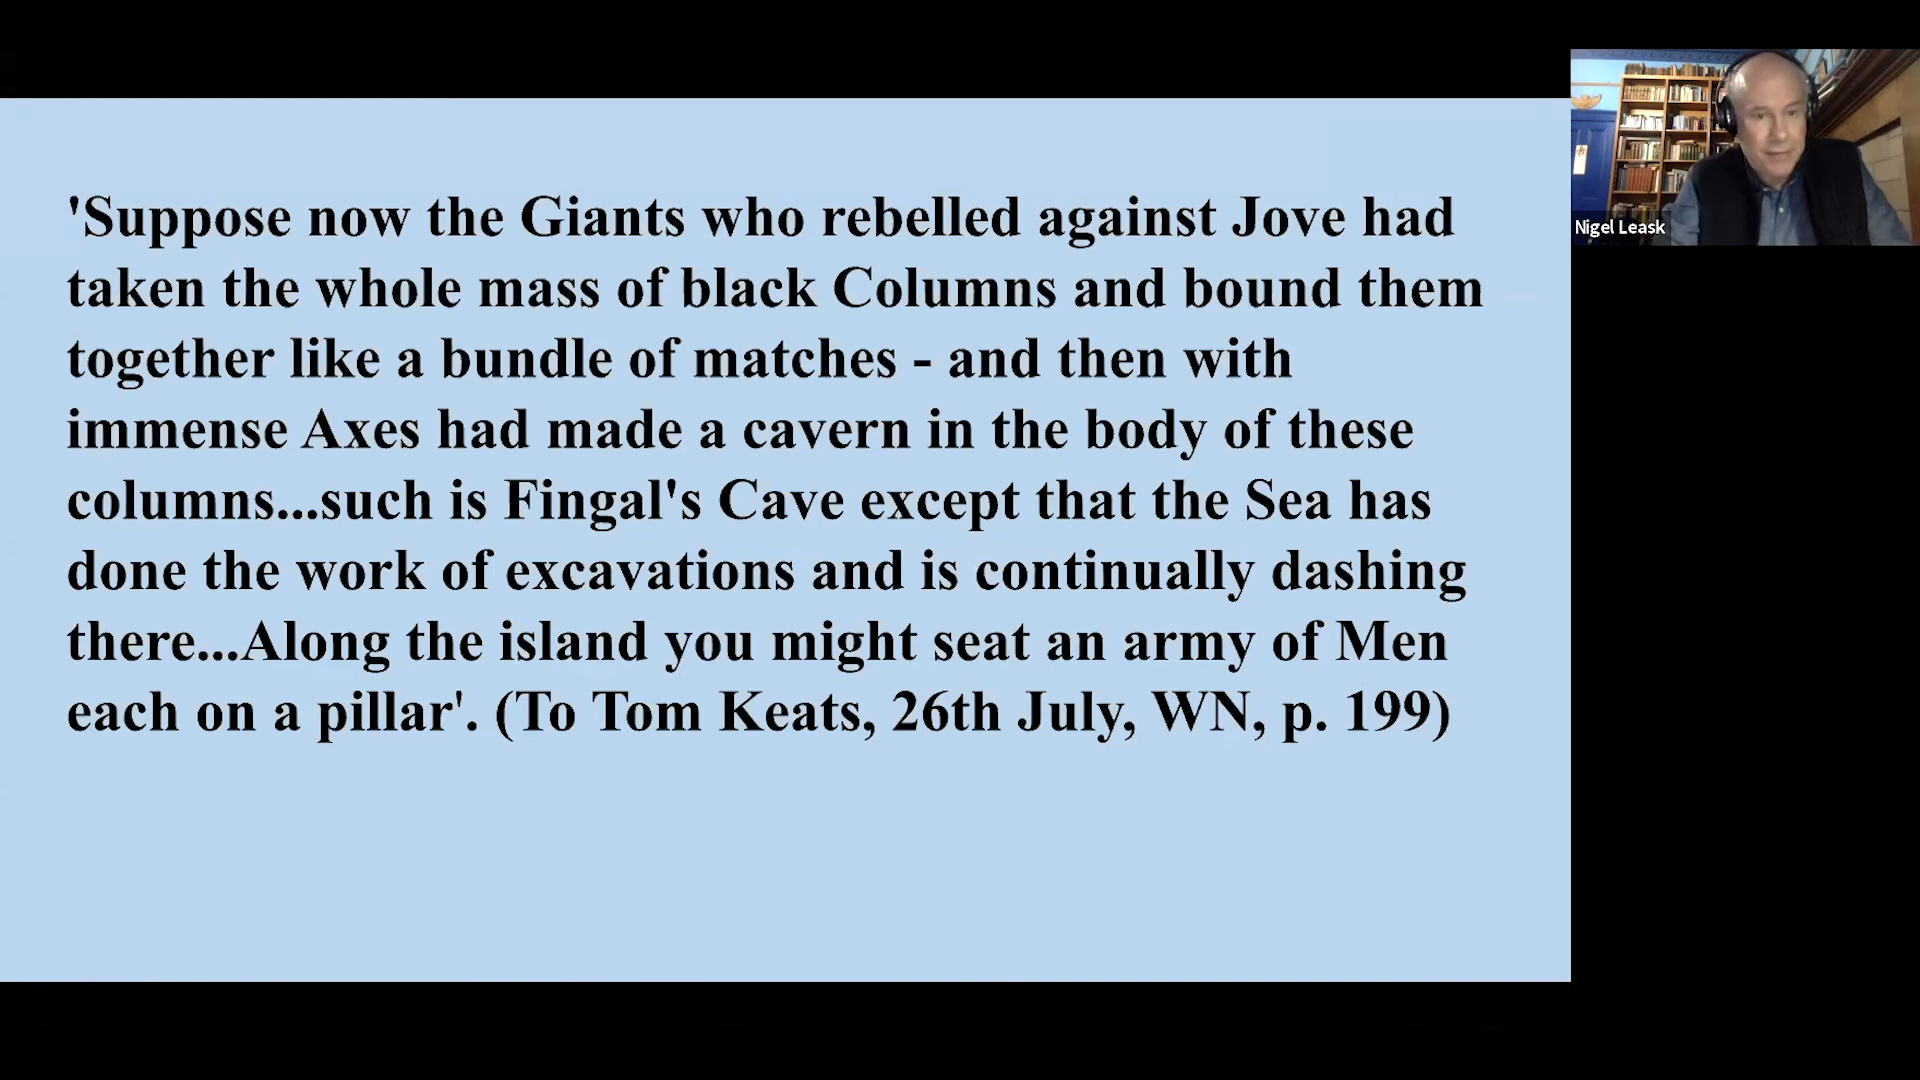 'Suppose now the Giants who rebelled against Jove had
taken the whole mass of black Columns and bound them
together like a bundle of matches - and then with
immense Axes had made a cavern in the body of these
columns...such is Fingal's Cave except that the Sea has
done the work of excavations and is continually dashing
there...Along the island you might seat an army of Men
each on a pillar'. (To Tom Keats, 26th July, WN, p. 199)
Nigel Leask